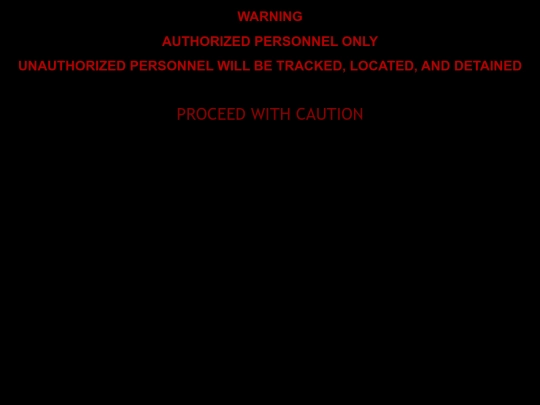 WARNING
AUTHORIZED PERSONNEL ONLY
UNAUTHORIZED PERSONNEL WILL BE TRACKED, LOCATED, AND DETAINED
PROCEED WITH CAUTION